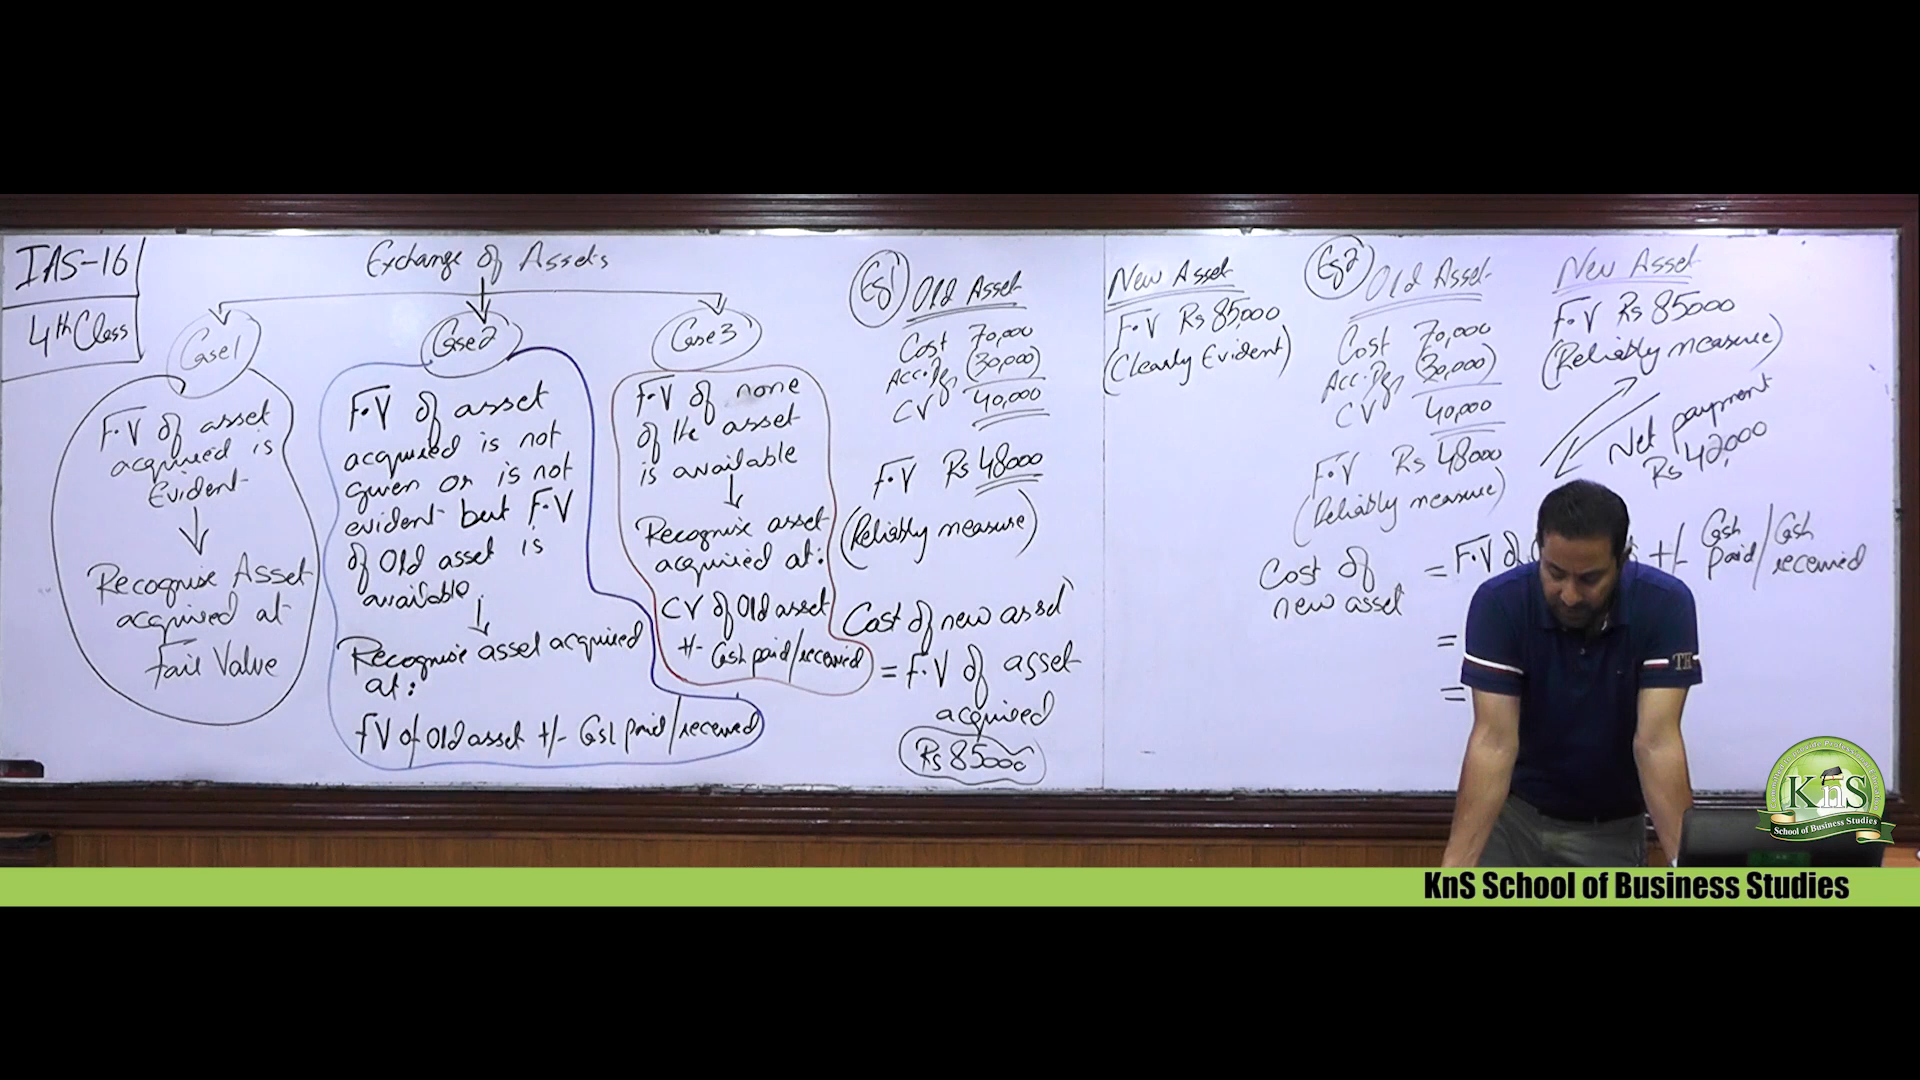 IAS-16
4th Class
Exchange of Assets
Case 1
F.V of asset
acquired is
Evident
Recognise Asset
acquired at
Fair Value
Case 2
F.V of asset
acquired is not
given or is not
evident but F.V
of Old asset is
available
Recognise asset acquired
at:
FV of Old asset +/- Cash paid/received
Case 3
F.V of none
of the asset
is available
Recognise asset
acquired at:
CV of Old asset
+/- Cash paid/received
Eg 1
Old Asset
Cost 70,000
Acc.Dep (30,000)
CV 40,000
F.V Rs 48000
(Reliably measure)
Cost of new asset
= F.V of asset
acquired
Rs 85000
New Asset
F.V Rs 85,000
(Clearly Evident)
Eg 2
Old Asset
Cost 70,000
Acc.Dep (30,000)
CV 40,000
F.V Rs 48000
(Reliably measure)
New Asset
F.V Rs 85000
(Reliably measure)
Net payment
Rs 42,000
Cost of
new asset
= F.V of +/- Cash paid/Cash received
=
=
KnS
School of Business Studies
KnS School of Business Studies